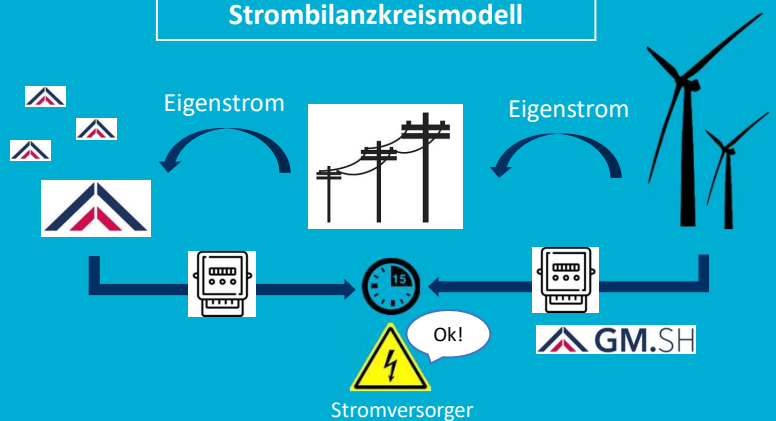 Strombilanzkreismodell
Eigenstrom
Eigenstrom
15
Ok!
GM.SH
Stromversorger